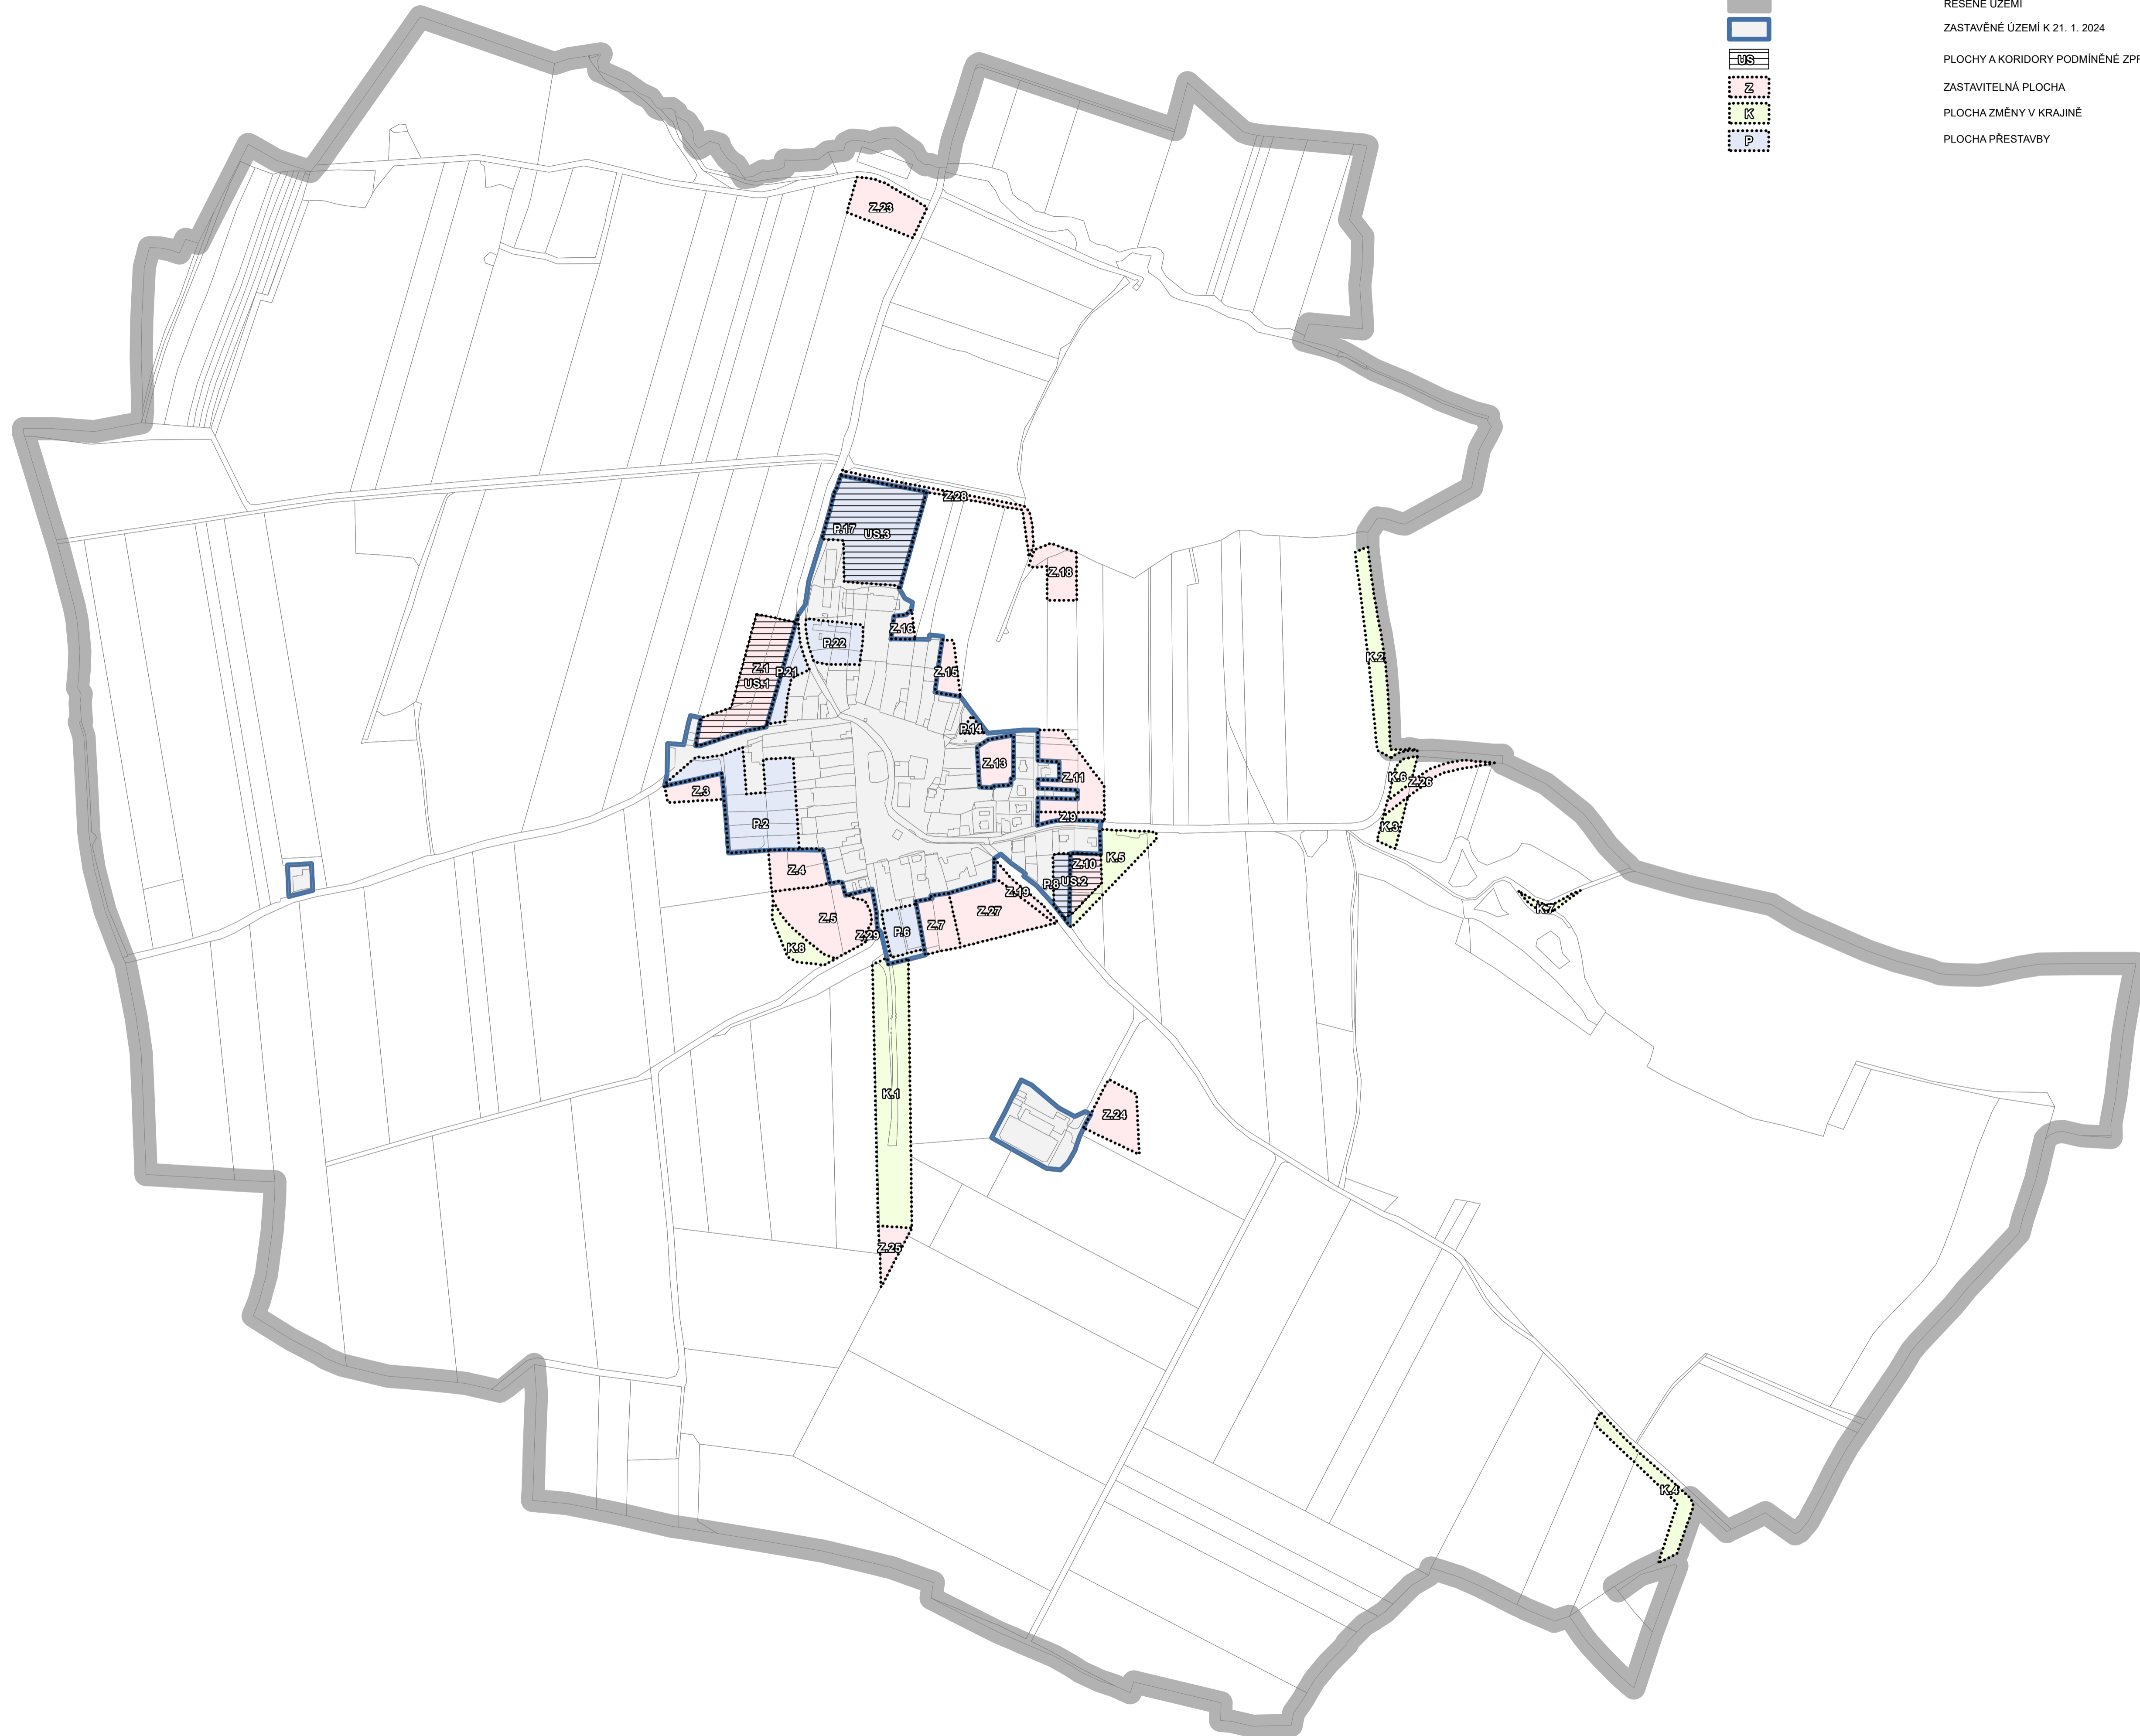 ŘEŠENÉ ÚZEMÍ
ZASTAVĚNÉ ÚZEMÍ K 21. 1. 2024
US PLOCHY A KORIDORY PODMÍNĚNÉ
Z ZASTAVITELNÁ PLOCHA
K PLOCHA ZMĚNY V KRAJINĚ
P PLOCHA PŘESTAVBY
Z.23
Z.28
P.17
US.3
Z.18
Z.16
P.22
K.2
Z.1
P.21
Z.15
US.1
P.14
Z.13
Z.11
K.6
Z.26
Z.3
Z.9
P.2
K.3
K.5
Z.10
Z.4
P.8
US.2
Z.19
K.7
Z.27
Z.5
Z.7
P.6
Z.29
K.8
K.1
Z.24
Z.25
K.4